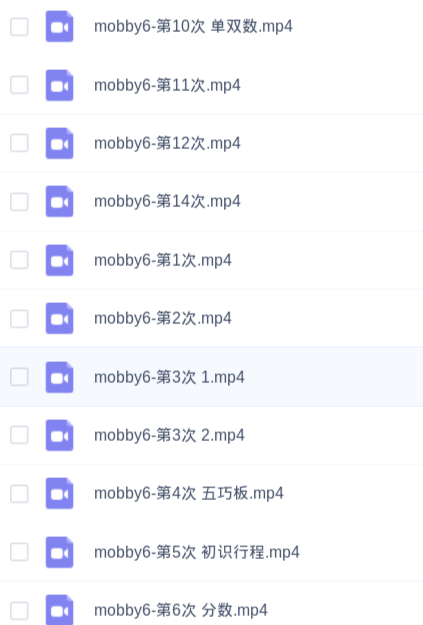 mobby6-第10次 单双数.mp4
mobby6-第11次.mp4
mobby6-第12次.mp4
mobby6-第14次.mp4
mobby6-第1次.mp4
mobby6-第2次.mp4
mobby6-第3次 1.mp4
mobby6-第3次 2.mp4
mobby6-第4次 五巧板.mp4
mobby6-第5次 初识行程.mp4
mobby6-第6次 分数.mp4